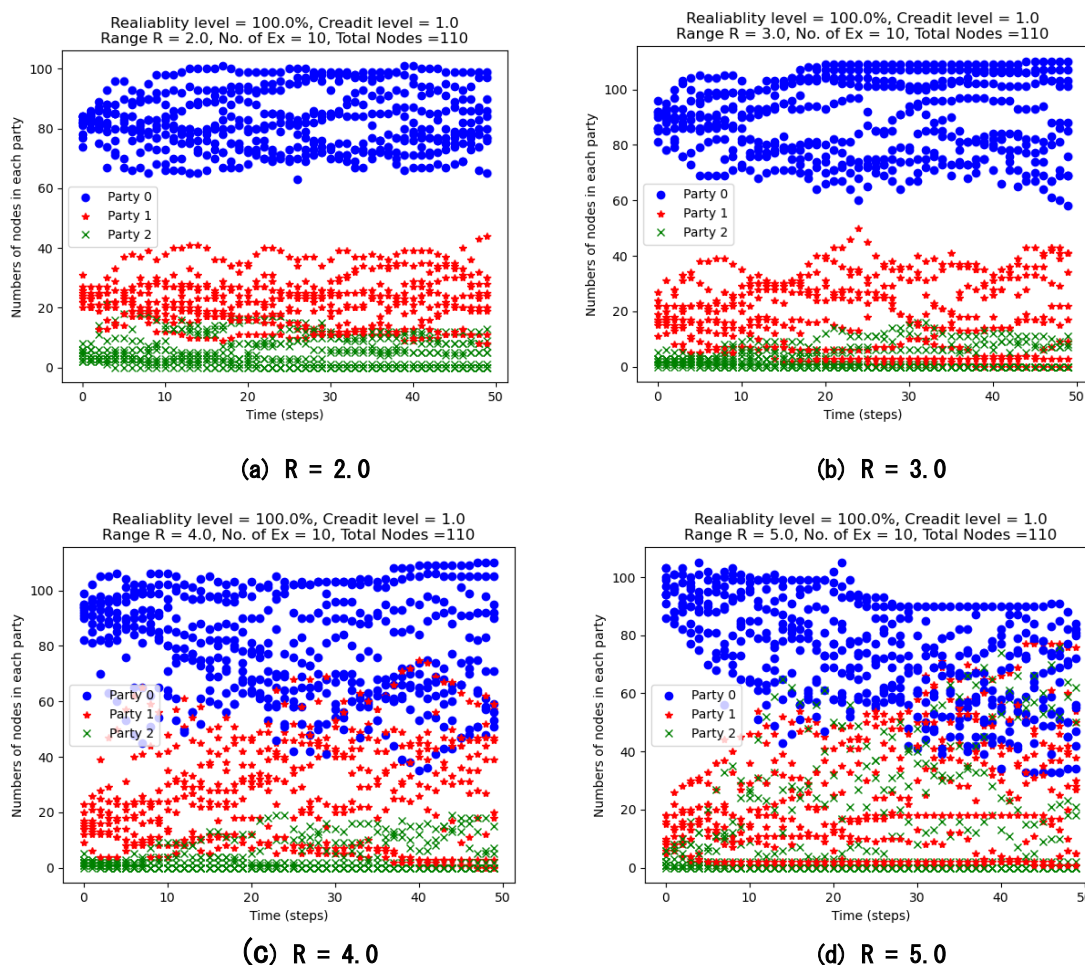 Realiablity level = 100.0%, Creadit level = 1.0
Range R = 2.0, No. of Ex = 10, Total Nodes =110
Numbers of nodes in each party
100
80
60
40
20
0
Party 0
Party 1
Party 2
0 10 20 30 40 50
Time (steps)
(a) R = 2.0
Realiablity level = 100.0%, Creadit level = 1.0
Range R = 3.0, No. of Ex = 10, Total Nodes =110
Numbers of nodes in each party
100
80
60
40
20
0
Party 0
Party 1
Party 2
0 10 20 30 40 50
Time (steps)
(b) R = 3.0
Realiablity level = 100.0%, Creadit level = 1.0
Range R = 4.0, No. of Ex = 10, Total Nodes =110
Numbers of nodes in each party
100
80
60
40
20
0
Party 0
Party 1
Party 2
0 10 20 30 40 50
Time (steps)
(c) R = 4.0
Realiablity level = 100.0%, Creadit level = 1.0
Range R = 5.0, No. of Ex = 10, Total Nodes =110
Numbers of nodes in each party
100
80
60
40
20
0
Party 0
Party 1
Party 2
0 10 20 30 40 50
Time (steps)
(d) R = 5.0